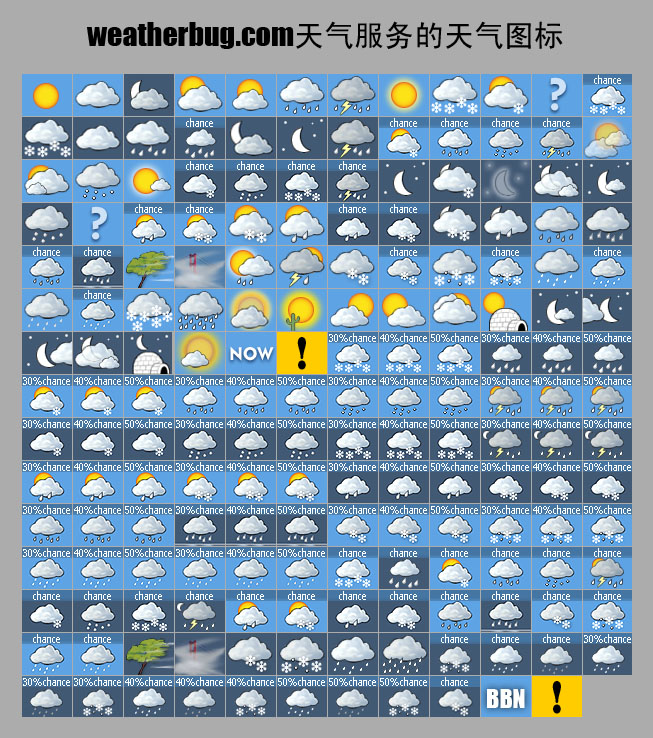 weatherbug.com天气服务的天气图标
? chance
chance chance chance chance chance
chance chance chance chance
? chance chance chance chance
chance chance chance chance chance chance
chance
NOW ! 30%chance 40%chance 50%chance 30%chance 40%chance 50%chance
30%chance 40%chance 50%chance 30%chance 40%chance 50%chance 30%chance 40%chance 50%chance 30%chance 40%chance 50%chance
30%chance 40%chance 50%chance 30%chance 40%chance 50%chance 30%chance 40%chance 50%chance 30%chance 40%chance 50%chance
30%chance 40%chance 50%chance 30%chance 40%chance 50%chance 30%chance 40%chance 50%chance 30%chance 40%chance 50%chance
30%chance 40%chance 50%chance 30%chance 40%chance 50%chance 30%chance 40%chance 50%chance 30%chance 40%chance 50%chance
30%chance 40%chance 50%chance 30%chance 40%chance 50%chance chance chance chance chance chance chance
chance chance chance chance chance chance chance chance chance chance chance chance
chance chance chance chance chance 30%chance
30%chance 30%chance 40%chance 40%chance 40%chance 50%chance 50%chance 50%chance chance BBN !